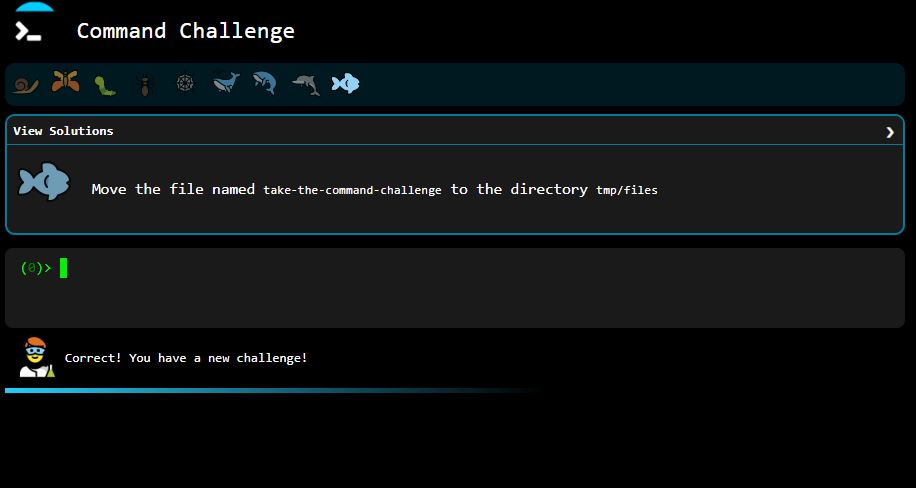 Command Challenge
View Solutions
Move the file named take-the-command-challenge to the directory tmp/files
(0)>
Correct! You have a new challenge!